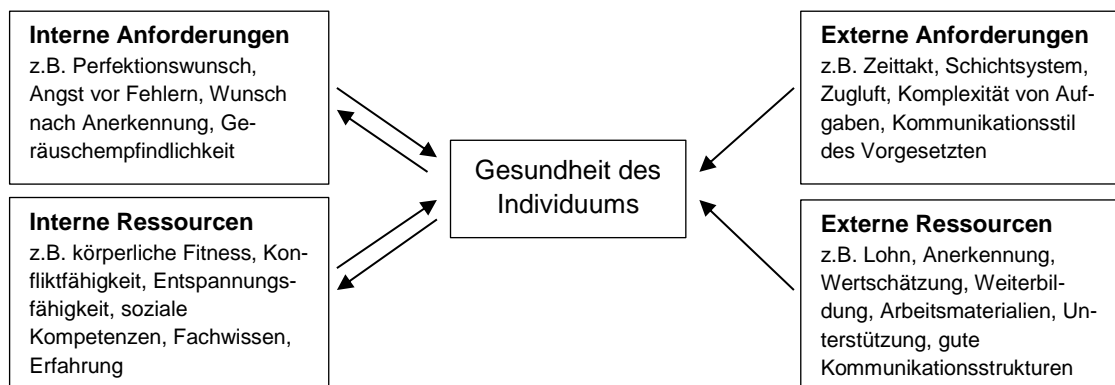 Interne Anforderungen
z.B. Perfektionswunsch,
Angst vor Fehlern, Wunsch
nach Anerkennung, Ge-
räuschempfindlichkeit
Interne Ressourcen
z.B. körperliche Fitness, Kon-
fliktfähigkeit, Entspannungs-
fähigkeit, soziale
Kompetenzen, Fachwissen,
Erfahrung
Gesundheit des
Individuums
Externe Anforderungen
z.B. Zeittakt, Schichtsystem,
Zugluft, Komplexität von Auf-
gaben, Kommunikationsstil
des Vorgesetzten
Externe Ressourcen
z.B. Lohn, Anerkennung,
Wertschätzung, Weiterbil-
dung, Arbeitsmaterialien, Un-
terstützung, gute
Kommunikationsstrukturen